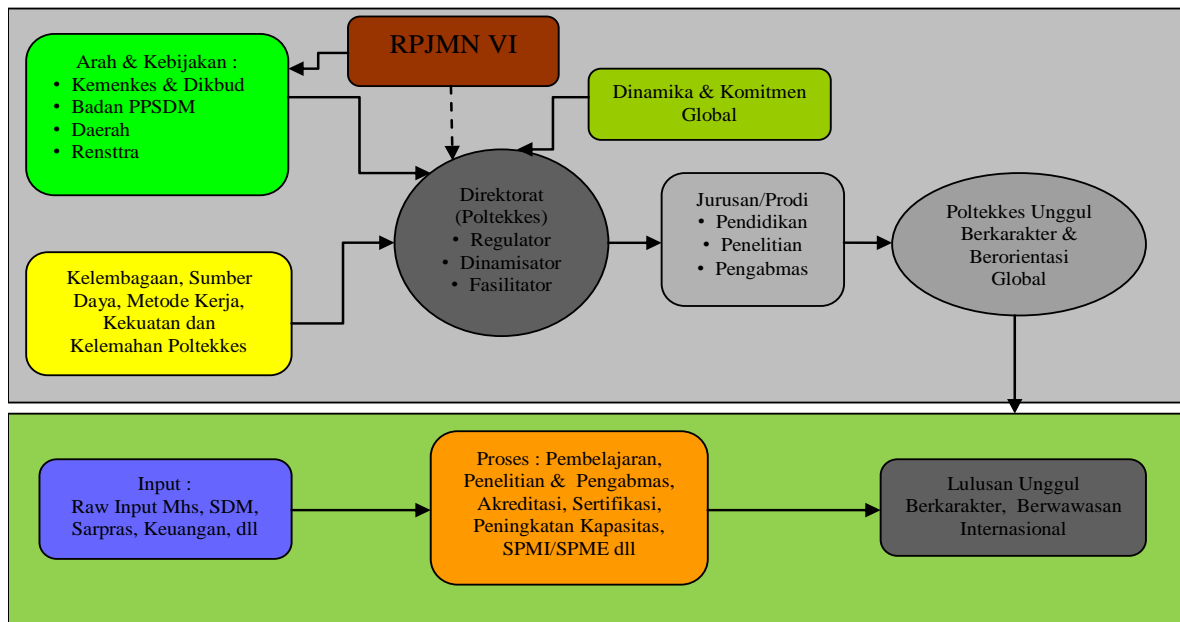 RPJMN VI
Arah & Kebijakan :
• Kemenkes & Dikbud
• Badan PPSDM
• Daerah
• Rensttra
Dinamika & Komitmen
Global
Direktorat
(Poltekkes)
• Regulator
• Dinamisator
• Fasilitator
Jurusan/Prodi
• Pendidikan
• Penelitian
• Pengabmas
Poltekkes Unggul
Berkarakter &
Berorientasi
Global
Kelembagaan, Sumber
Daya, Metode Kerja,
Kekuatan dan
Kelemahan Poltekkes
Input :
Raw Input Mhs, SDM,
Sarpras, Keuangan, dll
Proses : Pembelajaran,
Penelitian & Pengabmas,
Akreditasi, Sertifikasi,
Peningkatan Kapasitas,
SPMI/SPME dll
Lulusan Unggul
Berkarakter, Berwawasan
Internasional